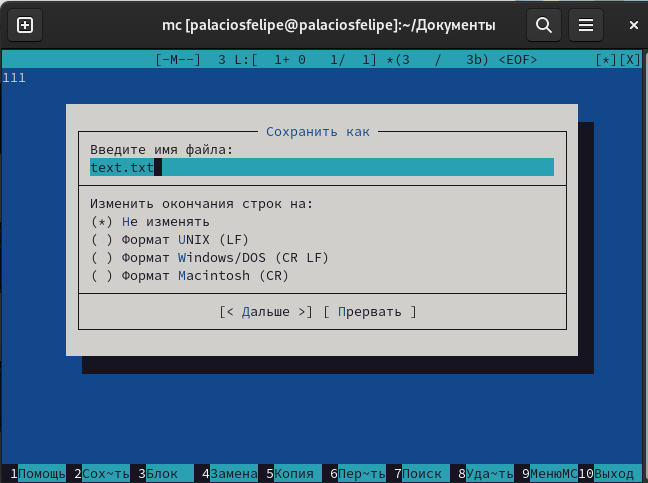 mc [palaciosfelipe@palaciosfelipe]:~/Документы
[-M--]  3 L:[  1+ 0   1/  1] *(3   /   3b) <EOF>       [*][X]
111
Сохранить как
Введите имя файла:
text.txt
Изменить окончания строк на:
(*) Не изменять
( ) Формат UNIX (LF)
( ) Формат Windows/DOS (CR LF)
( ) Формат Macintosh (CR)
[< Дальше >] [ Прервать ]
1Помощь 2Сох~ть 3Блок 4Замена 5Копия 6Пер~ть 7Поиск 8Уда~ть 9МенюMC 10Выход